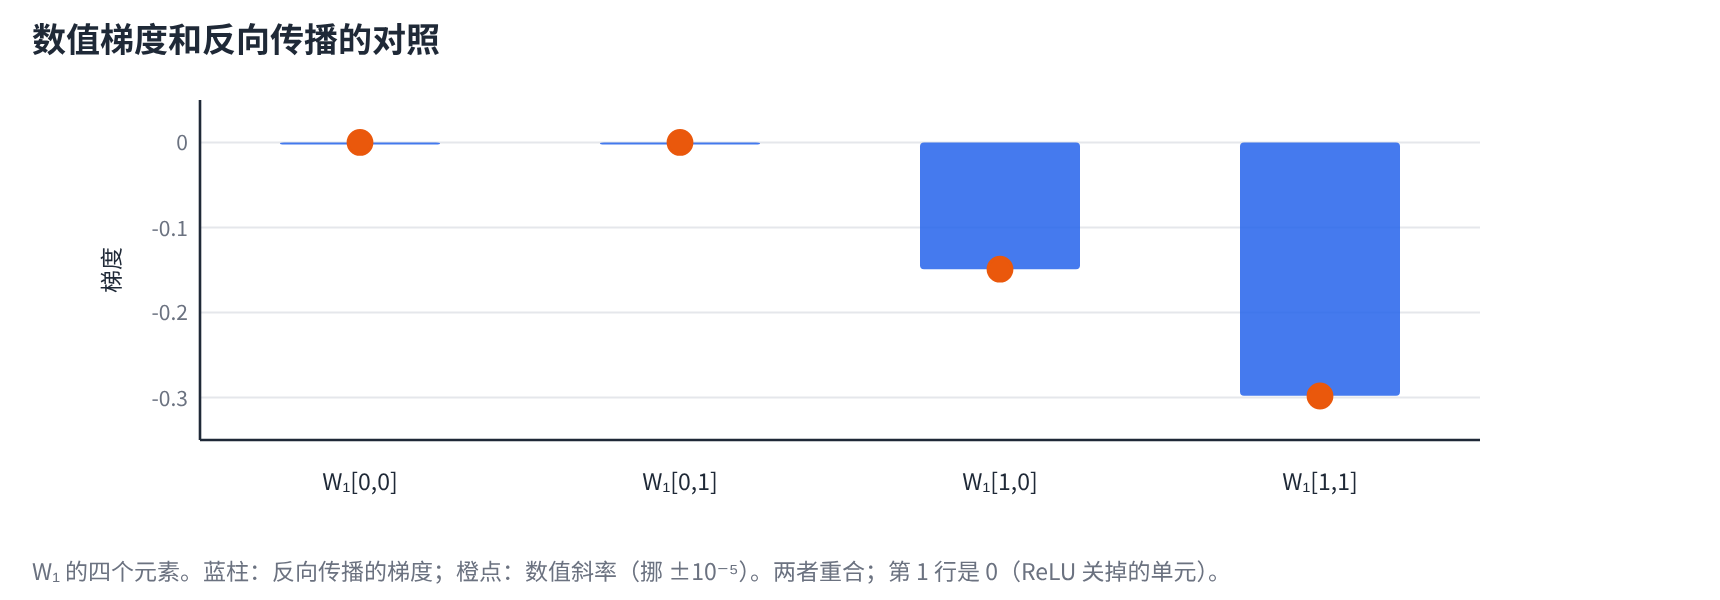 数值梯度和反向传播的对照
0
-0.1
-0.2
-0.3
梯度
W₁[0,0]
W₁[0,1]
W₁[1,0]
W₁[1,1]
W₁ 的四个元素。蓝柱：反向传播的梯度；橙点：数值斜率（挪 ±10⁻⁵）。两者重合；第 1 行是 0（ReLU 关掉的单元）。